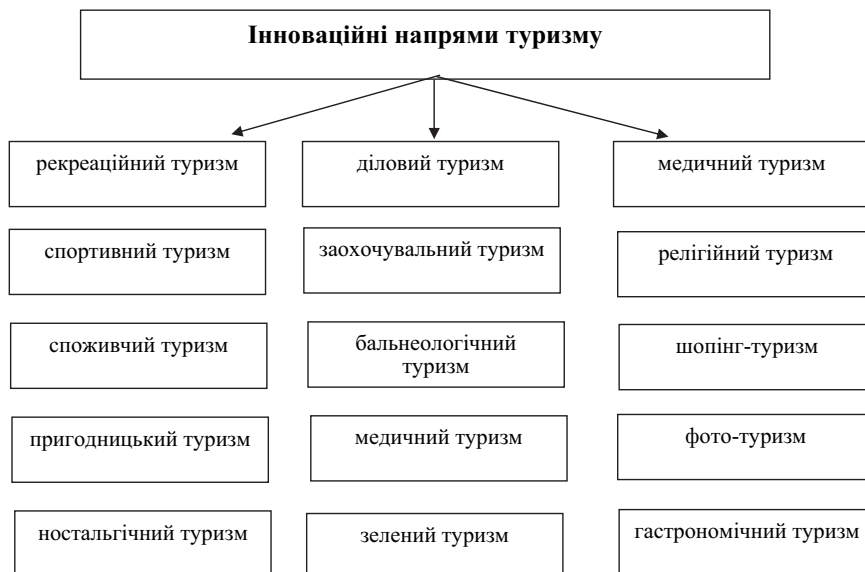 Інноваційні напрями туризму
рекреаційний туризм
діловий туризм
медичний туризм
спортивний туризм
заохочувальний туризм
релігійний туризм
споживчий туризм
бальнеологічний
туризм
шопінг-туризм
пригодницький туризм
медичний туризм
фото-туризм
ностальгічний туризм
зелений туризм
гастрономічний туризм